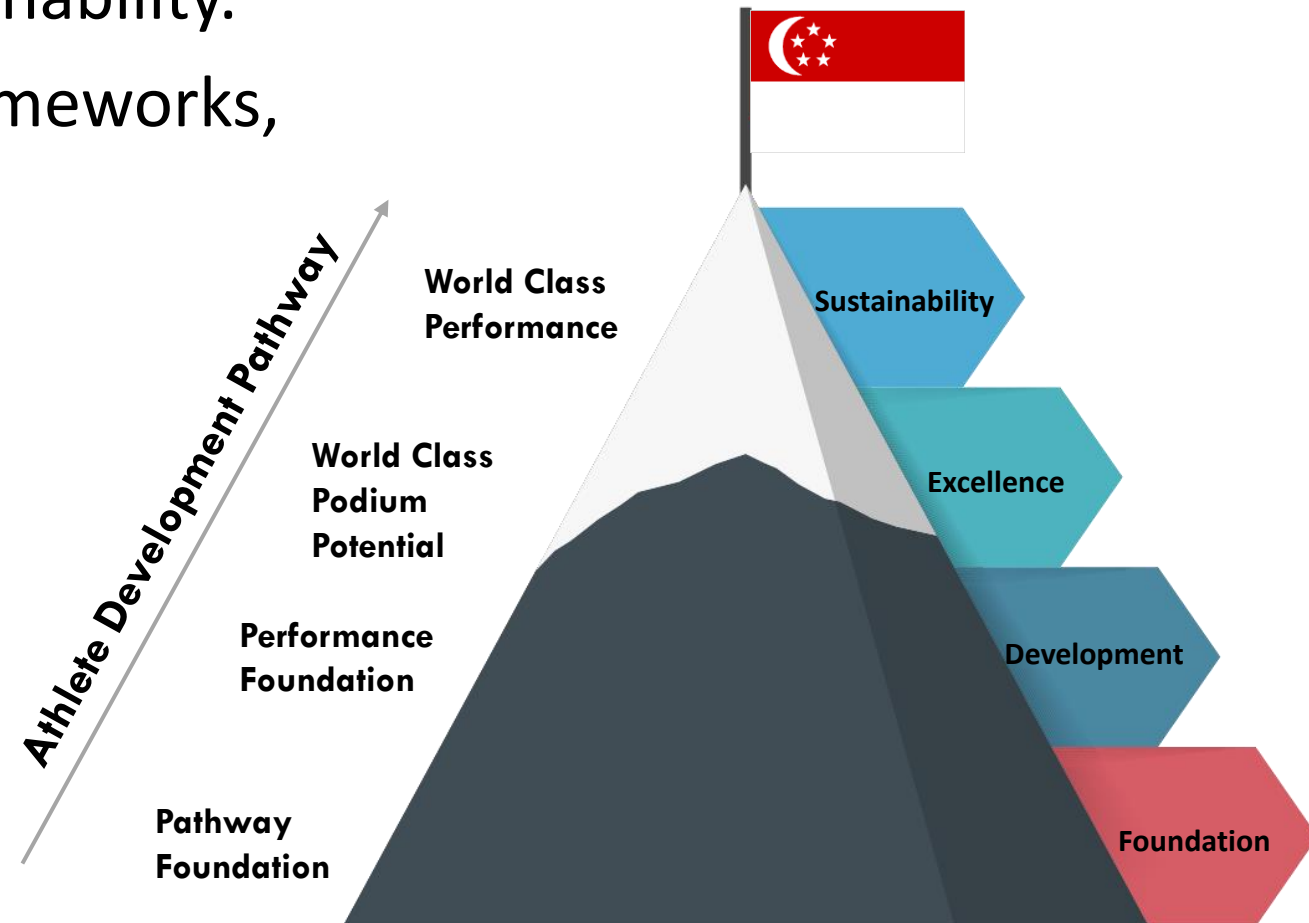 meworks,
Athlete Development Pathway
World Class
Performance
Sustainability
World Class
Podium
Potential
Excellence
Performance
Foundation
Development
Pathway
Foundation
Foundation